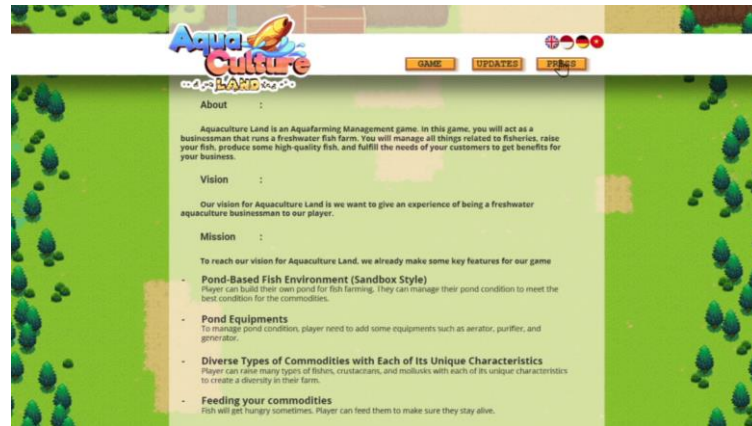 Aqua
Culture
LAND
GAME
UPDATES
PRESS
About :
Aquaculture Land is an Aquafarming Management game. In this game, you will act as a
businessman that runs a freshwater fish farm. You will manage all things related to fisheries, raise
your fish, produce some high-quality fish, and fulfill the needs of your customers to get benefits for
your business.
Vision :
Our vision for Aquaculture Land is we want to give an experience of being a freshwater
aquaculture businessman to our player.
Mission :
To reach our vision for Aquaculture Land, we already make some key features for our game
- Pond-Based Fish Environment (Sandbox Style)
Player can build their own pond for fish farming. They can manage their pond condition to meet the
best condition for the commodities.
- Pond Equipments
To manage pond condition, player need to add some equipments such as aerator, purifier, and
generator.
- Diverse Types of Commodities with Each of Its Unique Characteristics
Player can raise many types of fishes, crustaceans, and mollusks with each of its unique characteristics
to create a diversity in their farm.
- Feeding your commodities
Fish will get hungry sometimes. Player can feed them to make sure they stay alive.